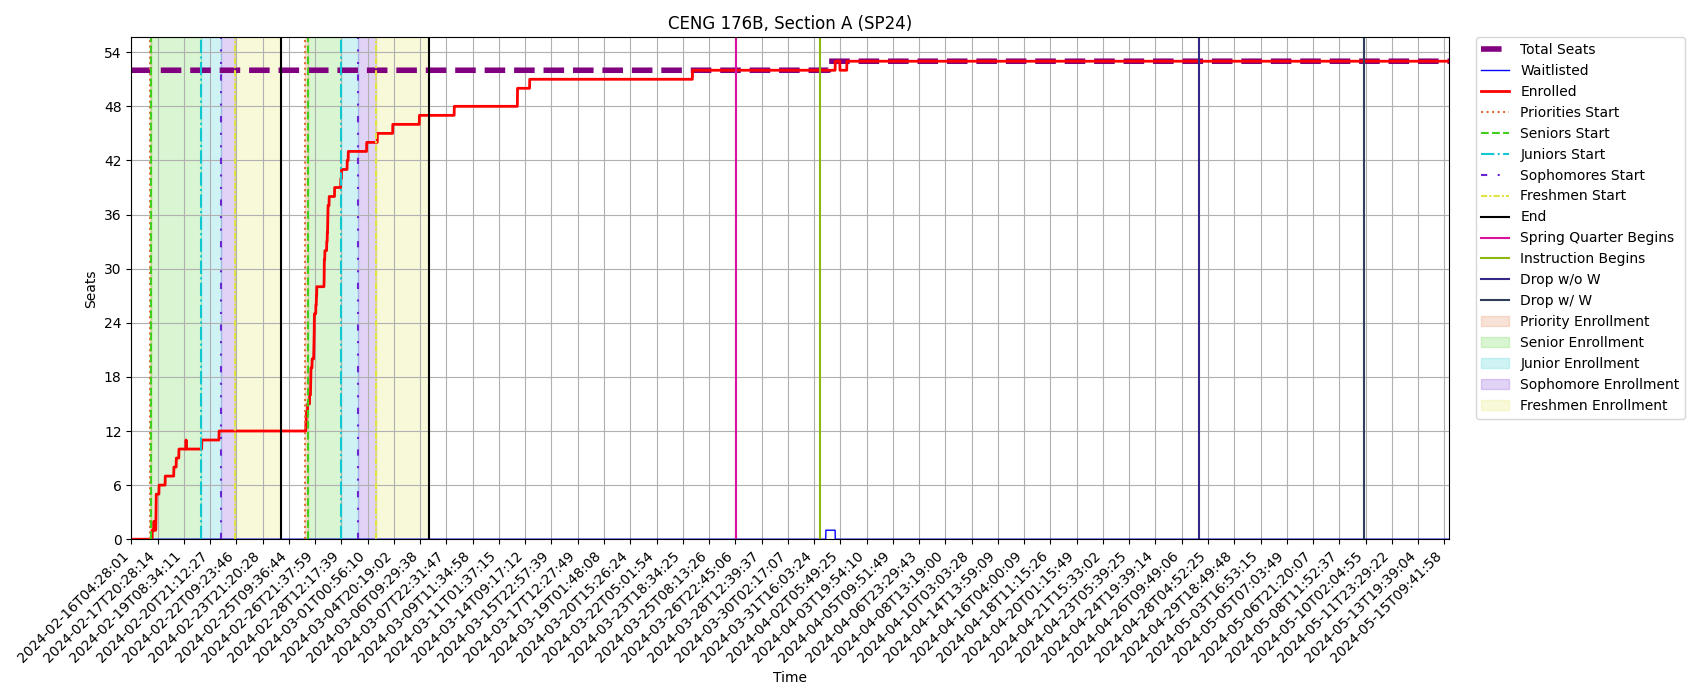 CENG 176B, Section A (SP24)
Seats
54
48
42
36
30
24
18
12
6
0
2024-02-16T04:28:01
2024-02-17T20:28:14
2024-02-19T08:34:11
2024-02-20T21:12:27
2024-02-22T09:23:46
2024-02-23T21:20:28
2024-02-25T09:36:44
2024-02-26T21:37:59
2024-02-28T12:17:39
2024-03-01T00:56:10
2024-03-04T20:19:02
2024-03-06T09:29:38
2024-03-07T22:31:47
2024-03-09T11:34:58
2024-03-11T01:37:15
2024-03-14T09:17:12
2024-03-15T22:57:39
2024-03-17T12:27:49
2024-03-19T01:48:08
2024-03-20T15:26:24
2024-03-22T05:01:54
2024-03-23T18:34:25
2024-03-25T08:13:26
2024-03-26T22:45:06
2024-03-28T12:39:37
2024-03-30T02:17:07
2024-03-31T16:03:24
2024-04-02T05:49:25
2024-04-03T19:54:10
2024-04-05T09:51:49
2024-04-06T23:29:43
2024-04-08T13:19:00
2024-04-10T03:03:28
2024-04-14T13:59:09
2024-04-16T04:00:09
2024-04-18T11:15:26
2024-04-20T01:15:49
2024-04-21T15:33:02
2024-04-23T05:39:25
2024-04-24T19:39:14
2024-04-26T09:49:06
2024-04-28T04:52:25
2024-04-29T18:49:48
2024-05-03T16:53:15
2024-05-05T07:03:49
2024-05-06T21:20:07
2024-05-08T11:52:37
2024-05-10T02:04:55
2024-05-11T23:29:22
2024-05-13T19:39:04
2024-05-15T09:41:58
Time
Total Seats
Waitlisted
Enrolled
Priorities Start
Seniors Start
Juniors Start
Sophomores Start
Freshmen Start
End
Spring Quarter Begins
Instruction Begins
Drop w/o W
Drop w/ W
Priority Enrollment
Senior Enrollment
Junior Enrollment
Sophomore Enrollment
Freshmen Enrollment